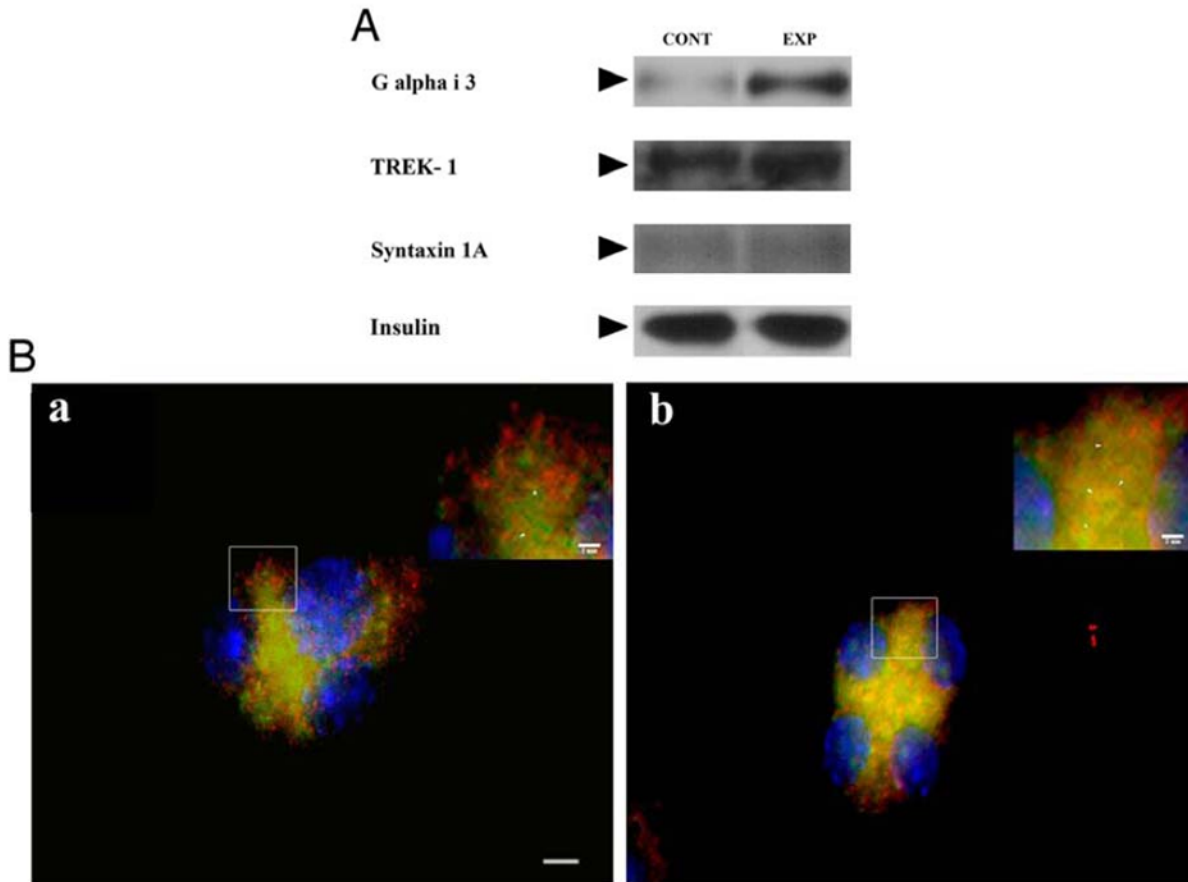 A
CONT EXP
G alpha i 3
TREK- 1
Syntaxin 1A
Insulin
B
a
b